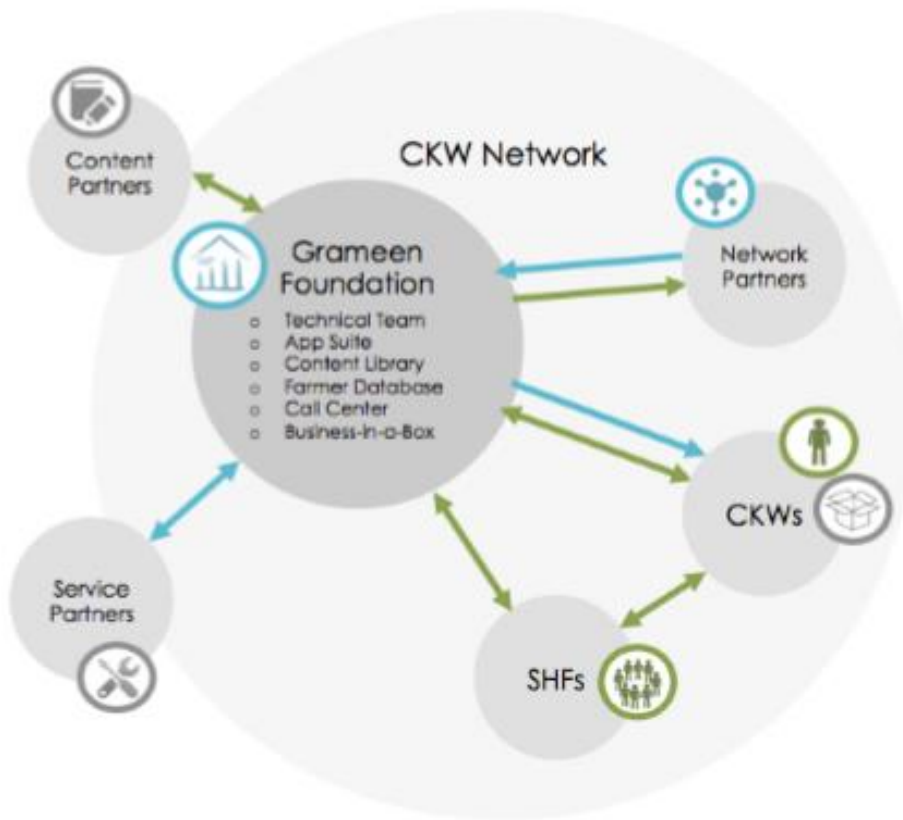 CKW Network
Content
Partners
Grameen
Foundation
o Technical Team
o App Suite
o Content Library
o Farmer Database
o Call Center
o Business-in-a-Box
Network
Partners
CKWs
Service
Partners
SHFs